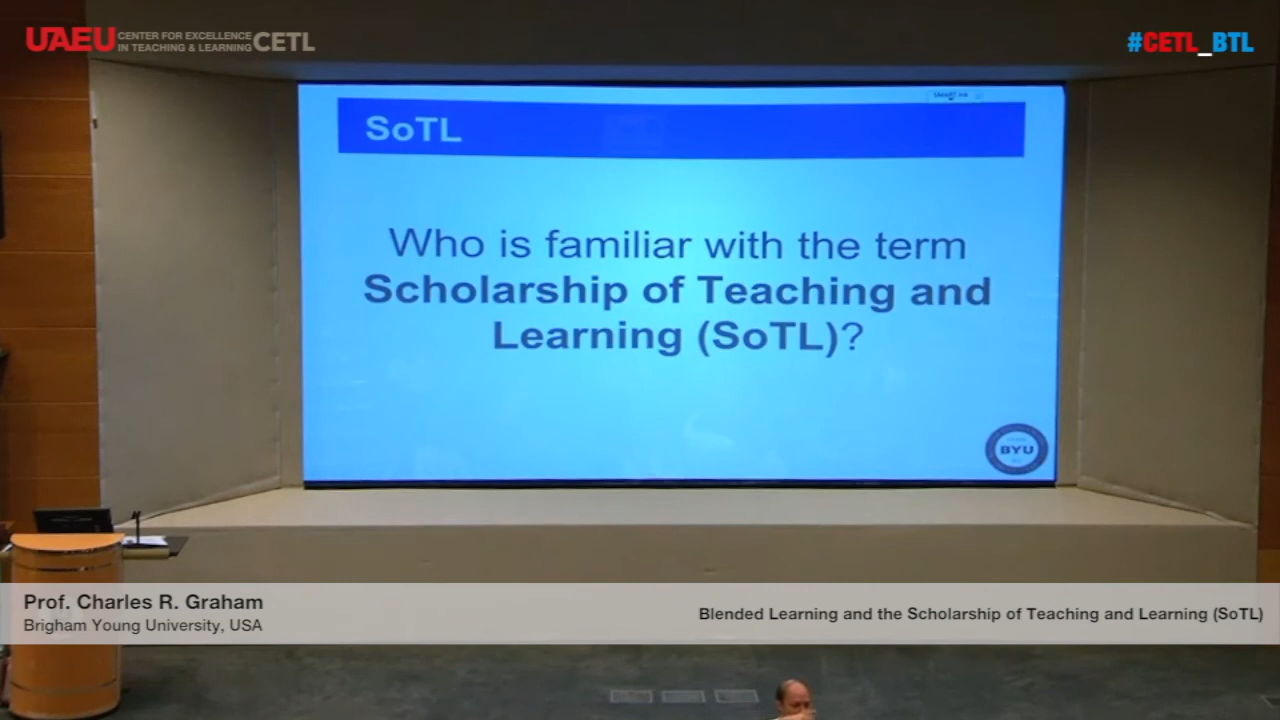 UAEU CENTER FOR EXCELLENCE
IN TEACHING & LEARNING CETL
#CETL_BTL
SoTL
Who is familiar with the term
Scholarship of Teaching and
Learning (SoTL)?
BYU
Prof. Charles R. Graham
Brigham Young University, USA
Blended Learning and the Scholarship of Teaching and Learning (SoTL)